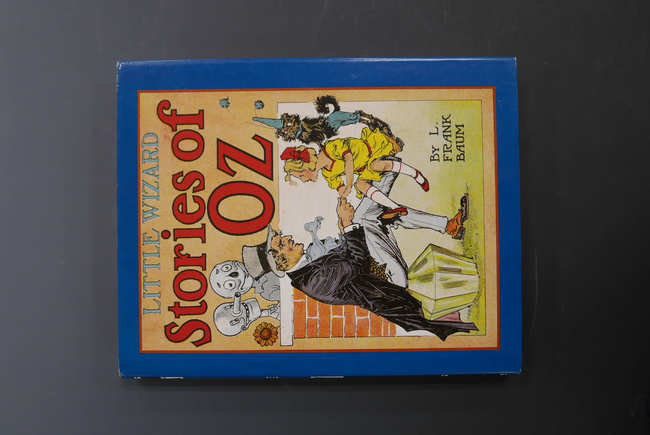 LITTLE WIZARD
Stories of
OZ
BY L.
FRANK
BAUM